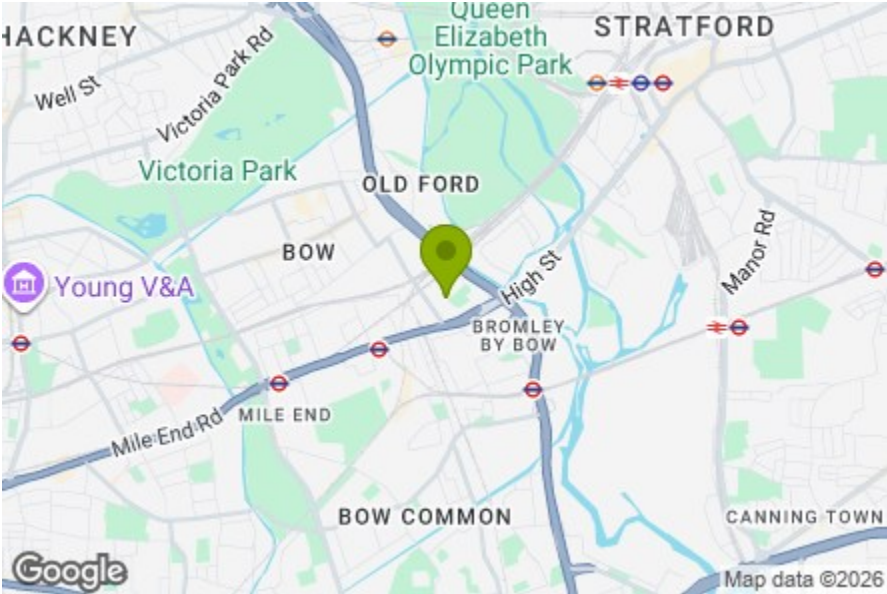 Queen
Elizabeth
Olympic Park
STRATFORD
HACKNEY
Well St
Victoria Park Rd
Victoria Park
OLD FORD
BOW
Manor Rd
High St
Young V&A
BROMLEY
BY BOW
MILE END
Mile End Rd
BOW COMMON
CANNING TOWN
Google
Map data ©2026